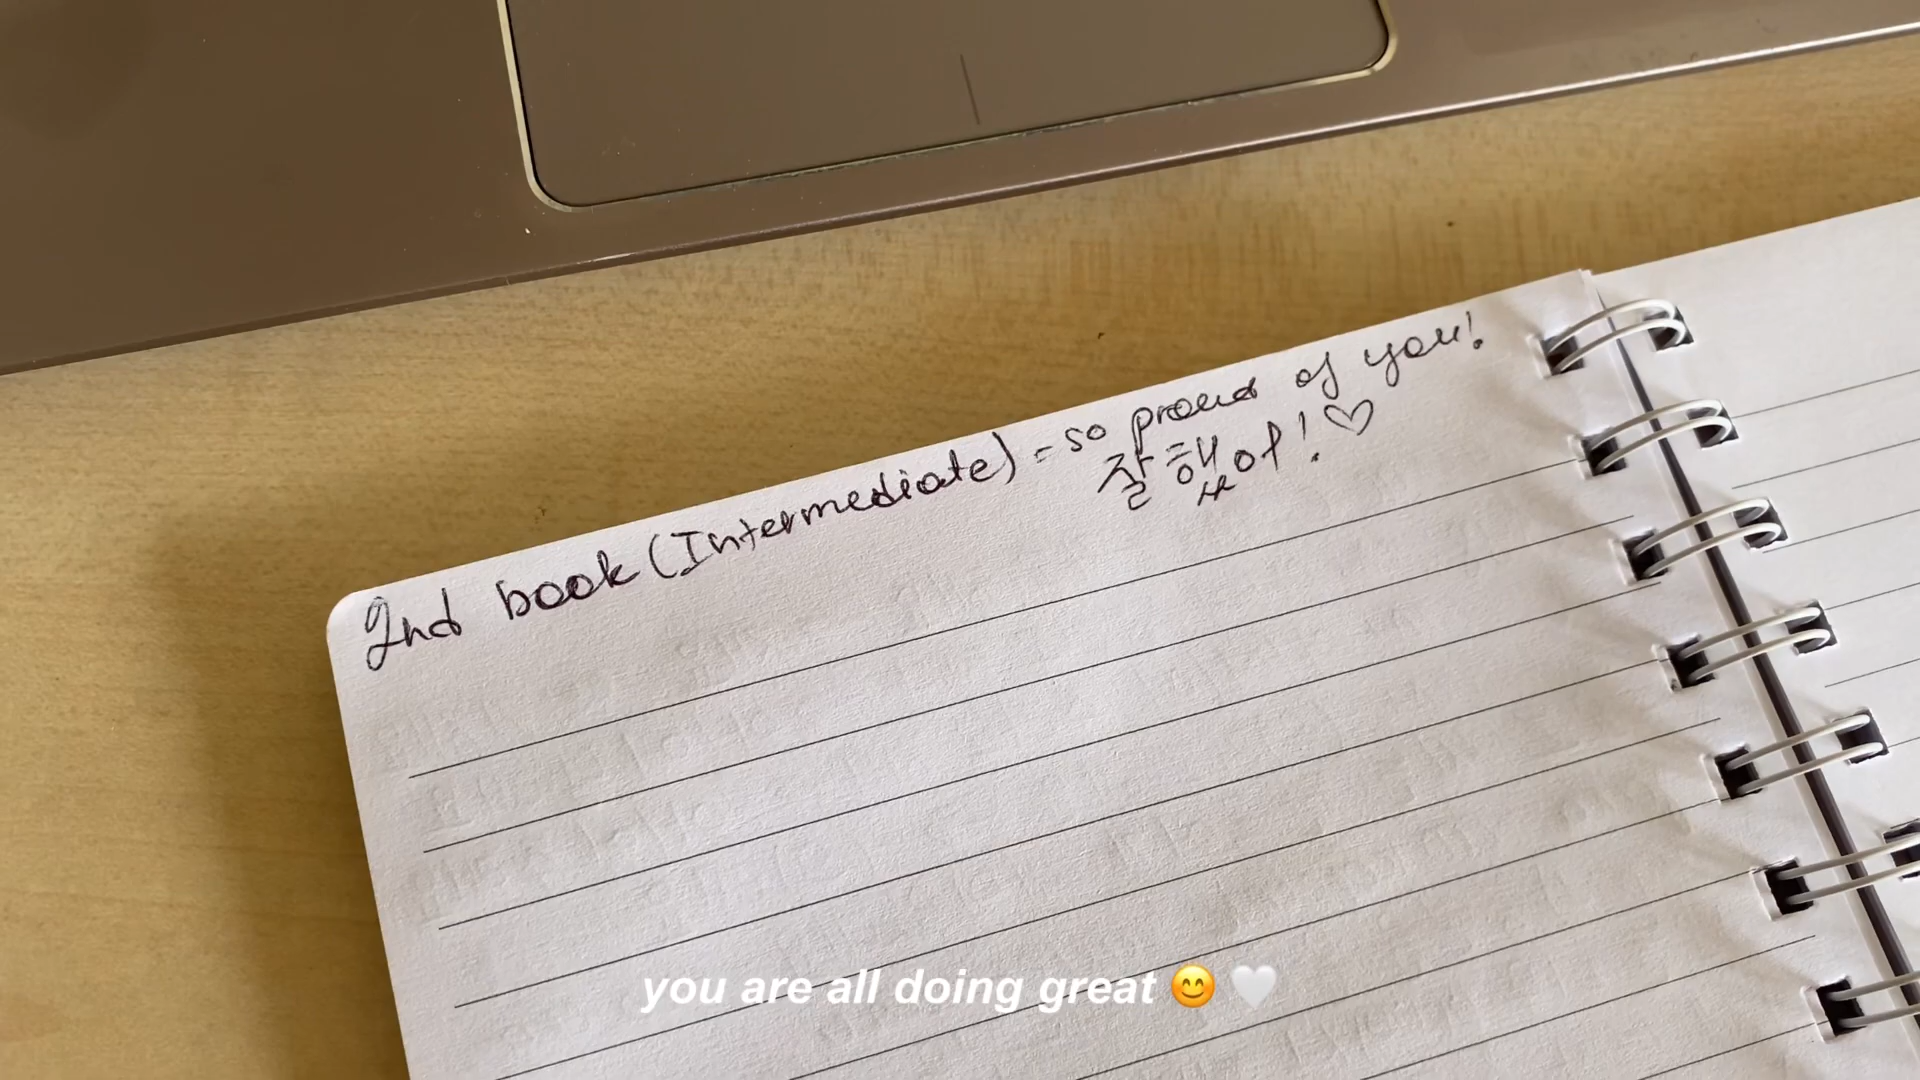 2nd book (Intermediate) = so proud of you!
잘했어! ♡
you are all doing great 😊 🤍